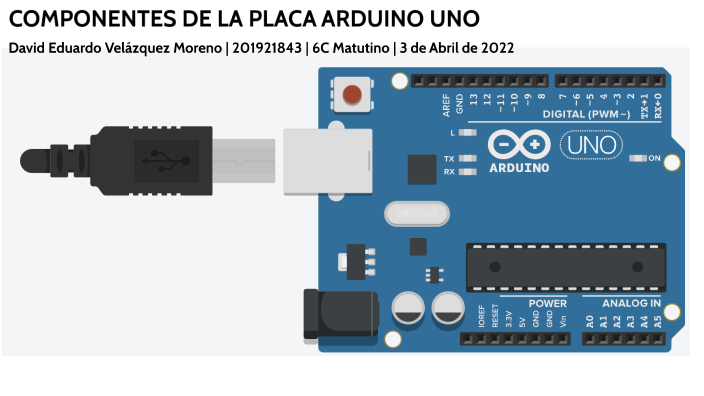 COMPONENTES DE LA PLACA ARDUINO UNO
David Eduardo Velázquez Moreno | 201921843 | 6C Matutino | 3 de Abril de 2022
AREF
GND
13
12
~11
~10
~9
8
7
~6
~5
4
~3
2
TX→1
RX←0
DIGITAL (PWM~)
L
TX
RX
ARDUINO
UNO
ON
POWER
ANALOG IN
IOREF
RESET
3.3V
5V
GND
GND
Vin
A0
A1
A2
A3
A4
A5